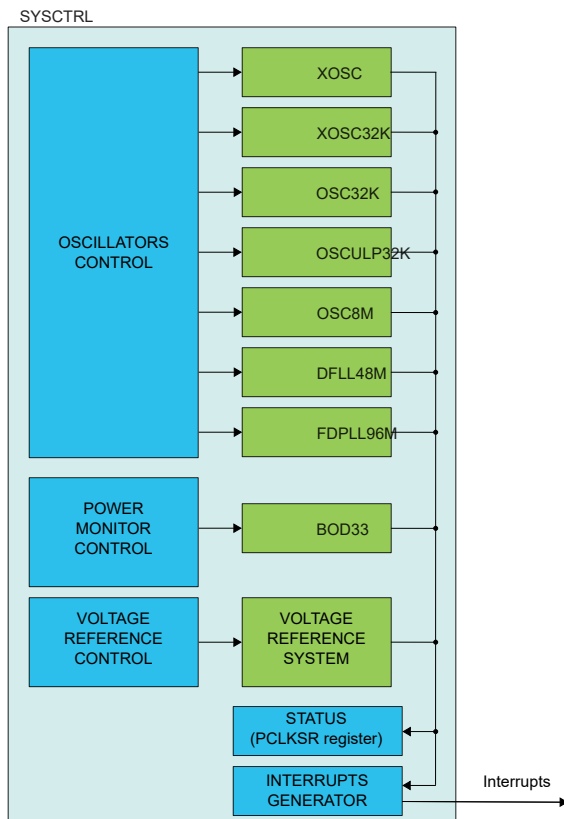 SYSCTRL
OSCILLATORS
CONTROL
XOSC
XOSC32K
OSC32K
OSCULP32K
OSC8M
DFLL48M
FDPLL96M
POWER
MONITOR
CONTROL
BOD33
VOLTAGE
REFERENCE
CONTROL
VOLTAGE
REFERENCE
SYSTEM
STATUS
(PCLKSR register)
INTERRUPTS
GENERATOR
Interrupts